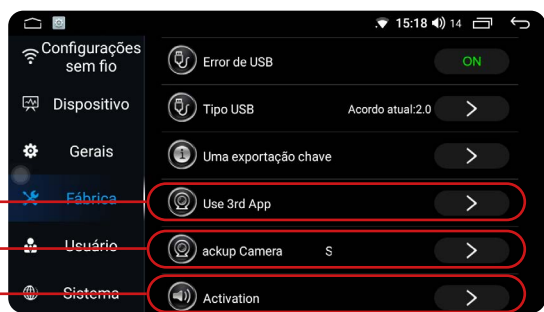 15:18 14
Configurações
sem fio
Dispositivo
Gerais
Fábrica
Usuário
Sistema
Error de USB ON
Tipo USB Acordo atual:2.0
Uma exportação chave
Use 3rd App
ackup Camera S
Activation